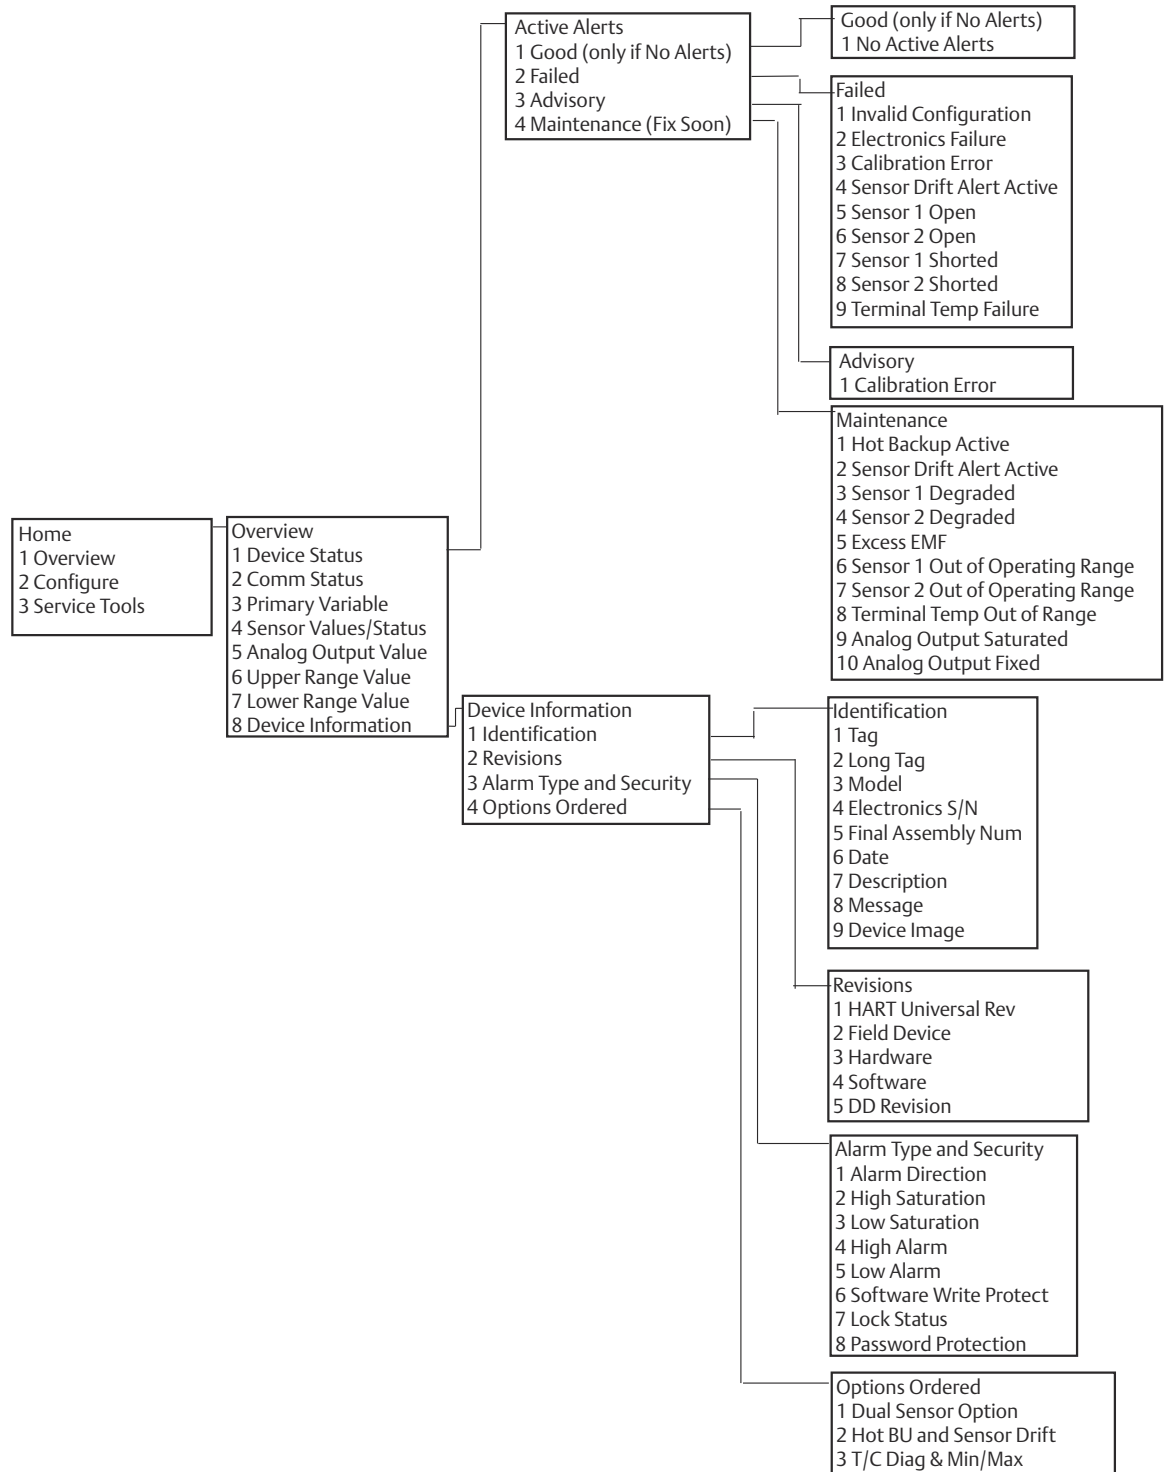 Home
1 Overview
2 Configure
3 Service Tools
Overview
1 Device Status
2 Comm Status
3 Primary Variable
4 Sensor Values/Status
5 Analog Output Value
6 Upper Range Value
7 Lower Range Value
8 Device Information
Active Alerts
1 Good (only if No Alerts)
2 Failed
3 Advisory
4 Maintenance (Fix Soon)
Good (only if No Alerts)
1 No Active Alerts
Failed
1 Invalid Configuration
2 Electronics Failure
3 Calibration Error
4 Sensor Drift Alert Active
5 Sensor 1 Open
6 Sensor 2 Open
7 Sensor 1 Shorted
8 Sensor 2 Shorted
9 Terminal Temp Failure
Advisory
1 Calibration Error
Maintenance
1 Hot Backup Active
2 Sensor Drift Alert Active
3 Sensor 1 Degraded
4 Sensor 2 Degraded
5 Excess EMF
6 Sensor 1 Out of Operating Range
7 Sensor 2 Out of Operating Range
8 Terminal Temp Out of Range
9 Analog Output Saturated
10 Analog Output Fixed
Device Information
1 Identification
2 Revisions
3 Alarm Type and Security
4 Options Ordered
Identification
1 Tag
2 Long Tag
3 Model
4 Electronics S/N
5 Final Assembly Num
6 Date
7 Description
8 Message
9 Device Image
Revisions
1 HART Universal Rev
2 Field Device
3 Hardware
4 Software
5 DD Revision
Alarm Type and Security
1 Alarm Direction
2 High Saturation
3 Low Saturation
4 High Alarm
5 Low Alarm
6 Software Write Protect
7 Lock Status
8 Password Protection
Options Ordered
1 Dual Sensor Option
2 Hot BU and Sensor Drift
3 T/C Diag & Min/Max